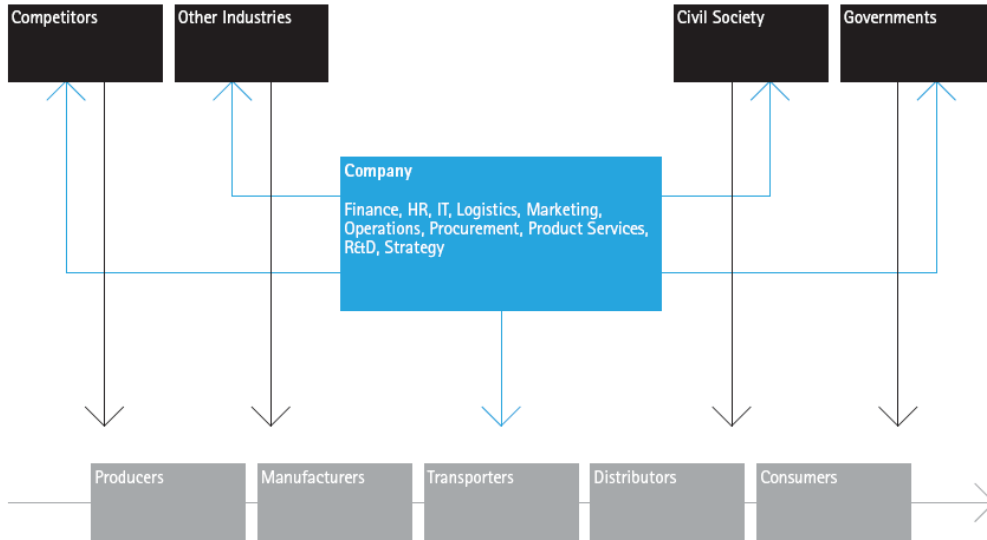 Competitors
Other Industries
Civil Society
Governments
Company
Finance, HR, IT, Logistics, Marketing,
Operations, Procurement, Product Services,
R&D, Strategy
Producers
Manufacturers
Transporters
Distributors
Consumers